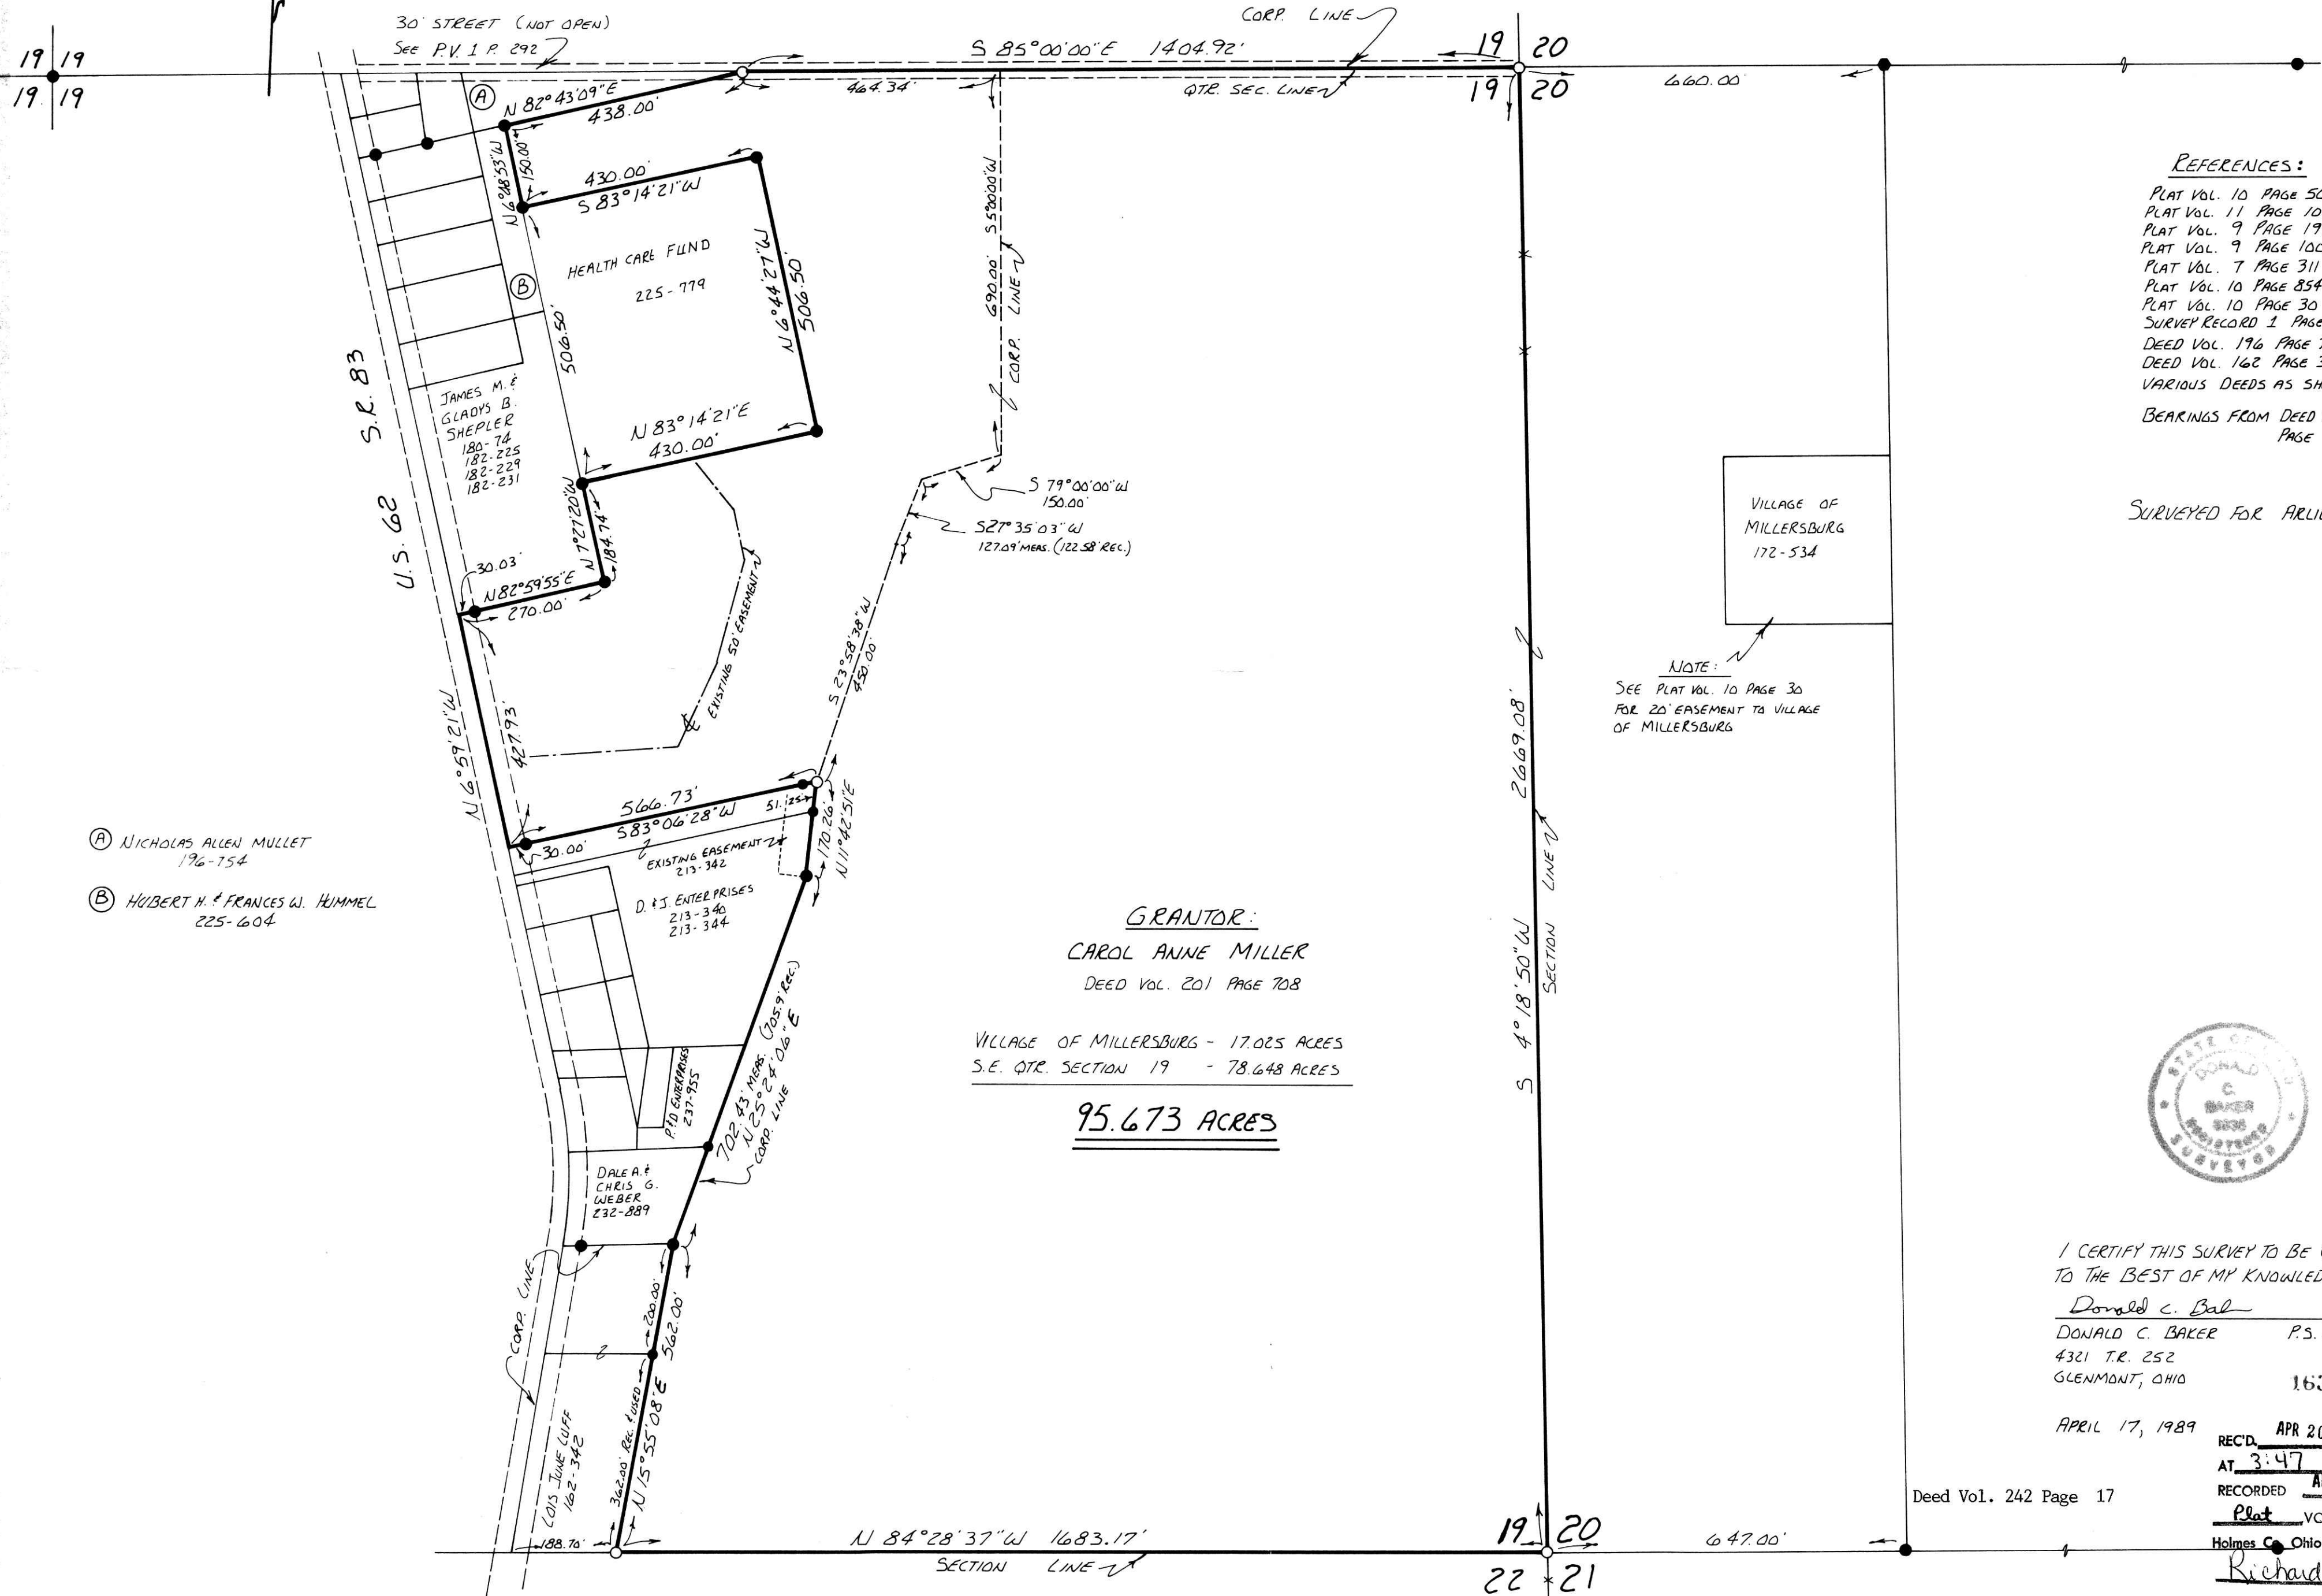 30' STREET (NOT OPEN)
SEE P.V. 1 P. 292
CORP. LINE
19 19
19 19
S 85°00'00"E 1404.92'
19 20
19 20
464.34'
QTR. SEC. LINE
660.00'
A
N 82°43'09"E
438.00'
N 6°48'53"W
150.00'
430.00'
S 83°14'21"W
HEALTH CARE FUND
225-779
B
506.50'
N 6°44'27"W
506.50'
690.00' S 5°00'00"W
CORP. LINE
N 83°14'21"E
430.00'
S.R. 83
U.S. 62
JAMES M. &
GLADYS B.
SHEPLER
180-74
182-225
182-229
182-231
N 7°27'20"W
184.74'
30.03'
N 82°59'55"E
270.00'
S 79°00'00"W
150.00'
S27°35'03"W
127.09' MEAS. (122.58' REC.)
EXISTING 50' EASEMENT
S 23°58'38"W
450.00'
N 6°59'21"W
427.93'
566.73'
S83°06'28"W
51.25'
30.00'
170.26'
N 11°42'51"E
EXISTING EASEMENT
213-342
D. & J. ENTERPRISES
213-340
213-344
A NICHOLAS ALLEN MULLET
196-754
B HUBERT H. & FRANCES W. HUMMEL
225-604
P. & D ENTERPRISES
237-955
702.43' MEAS. (705.9' REC.)
N 25°24'06"E
CORP. LINE
DALE A. &
CHRIS G.
WEBER
232-889
CORP. LINE
200.00'
562.00'
362.00' REC. & USED
N 15°55'08"E
LOIS JUNE LUFF
162-342
188.70'
N 84°28'37"W 1683.17'
SECTION LINE
GRANTOR:
CAROL ANNE MILLER
DEED VOL. 201 PAGE 708
VILLAGE OF MILLERSBURG - 17.025 ACRES
S.E. QTR. SECTION 19 - 78.648 ACRES
95.673 ACRES
S 4°18'50"W 2669.08'
SECTION LINE
19 20
22 21
647.00'
VILLAGE OF
MILLERSBURG
172-534
NOTE:
SEE PLAT VOL. 10 PAGE 30
FOR 20' EASEMENT TO VILLAGE
OF MILLERSBURG
REFERENCES:
PLAT VOL. 10 PAGE 50
PLAT VOL. 11 PAGE 10
PLAT VOL. 9 PAGE 19
PLAT VOL. 9 PAGE 100
PLAT VOL. 7 PAGE 311
PLAT VOL. 10 PAGE 854
PLAT VOL. 10 PAGE 30
SURVEY RECORD 1 PAGE
DEED VOL. 196 PAGE
DEED VOL. 162 PAGE
VARIOUS DEEDS AS SH
BEARINGS FROM DEED
PAGE
SURVEYED FOR ARLI
STATE OF
DONALD
C.
BAKER
REGISTERED
SURVEYOR
I CERTIFY THIS SURVEY TO BE
TO THE BEST OF MY KNOWLED
Donald C. Bak
DONALD C. BAKER P.S.
4321 T.R. 252
GLENMONT, OHIO
163
APRIL 17, 1989
REC'D. APR 20
AT 3:47
RECORDED A
Plat VO
Holmes Co Ohio
Richard
Deed Vol. 242 Page 17